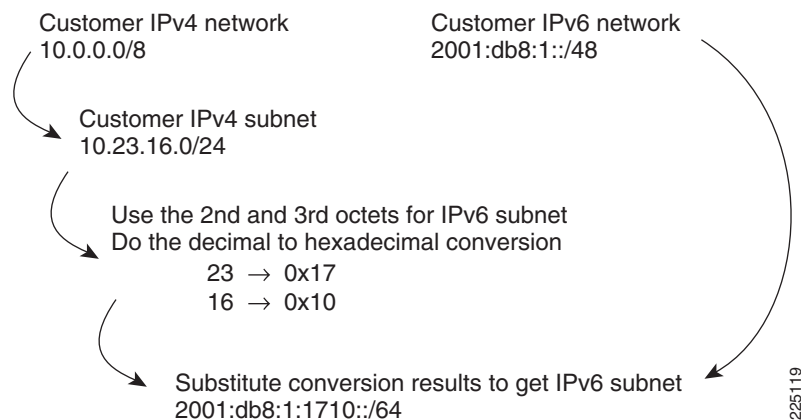 Customer IPv4 network
10.0.0.0/8
Customer IPv6 network
2001:db8:1::/48
Customer IPv4 subnet
10.23.16.0/24
Use the 2nd and 3rd octets for IPv6 subnet
Do the decimal to hexadecimal conversion
23 → 0x17
16 → 0x10
Substitute conversion results to get IPv6 subnet
2001:db8:1:1710::/64
225119